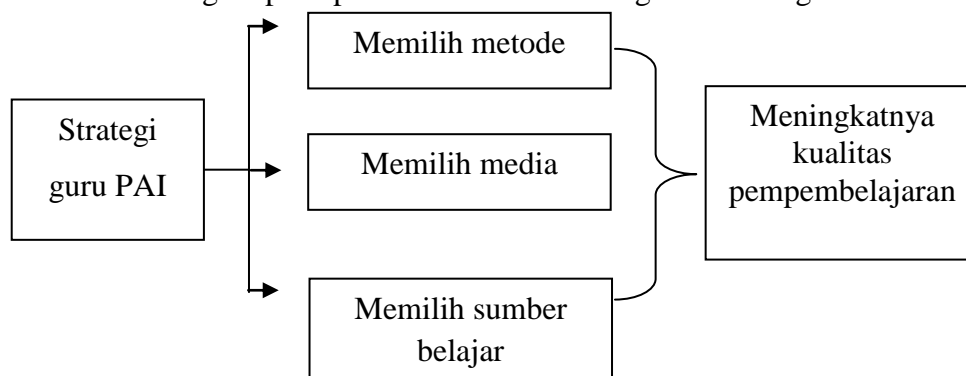 Memilih metode
Strategi
guru PAI
Memilih media
Memilih sumber
belajar
Meningkatnya
kualitas
pempembelajaran